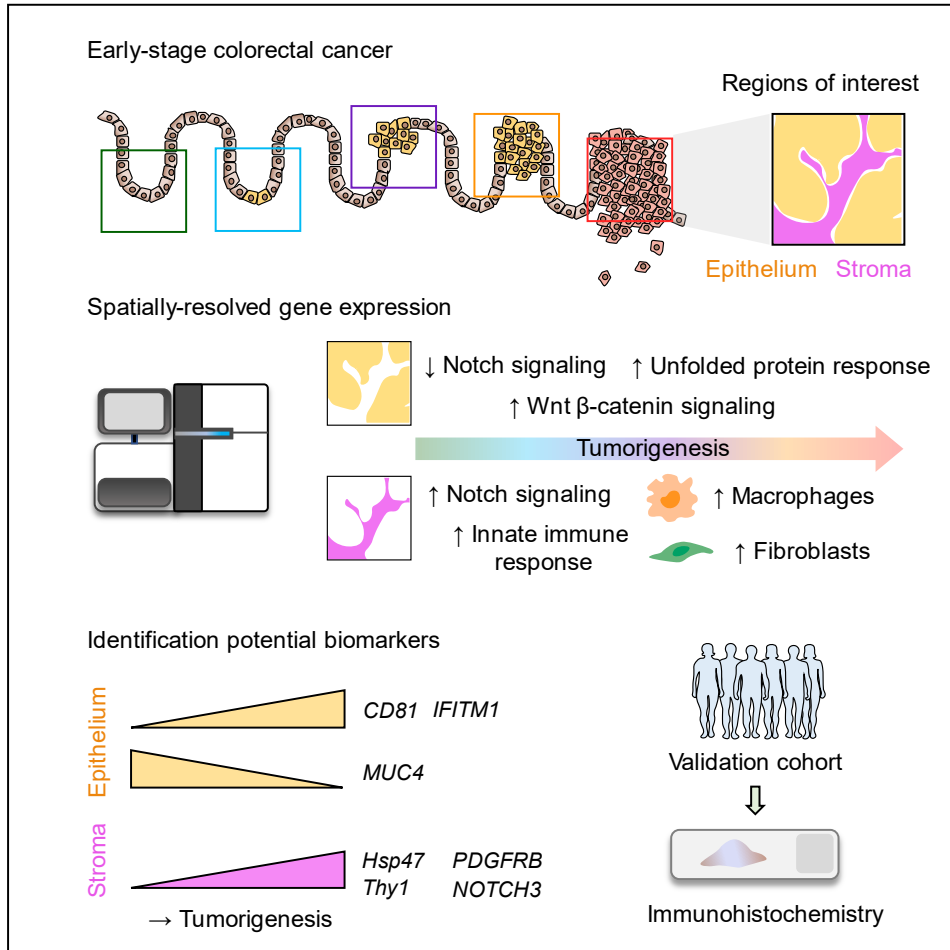 Early-stage colorectal cancer
Regions of interest
Epithelium Stroma
Spatially-resolved gene expression
↓ Notch signaling ↑ Unfolded protein response
↑ Wnt β-catenin signaling
Tumorigenesis
↑ Notch signaling ↑ Macrophages
↑ Innate immune
response
↑ Fibroblasts
Identification potential biomarkers
Epithelium
CD81 IFITM1
MUC4
Stroma
Hsp47 PDGFRB
Thy1 NOTCH3
→ Tumorigenesis
Validation cohort
Immunohistochemistry